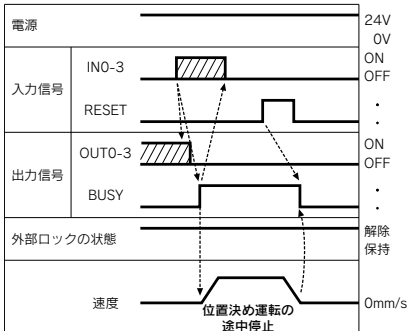 電源
24V
0V
入力信号
IN0-3
ON
OFF
RESET
・
・
出力信号
OUT0-3
ON
OFF
BUSY
・
・
外部ロックの状態
解除
保持
速度
0mm/s
位置決め運転の
途中停止